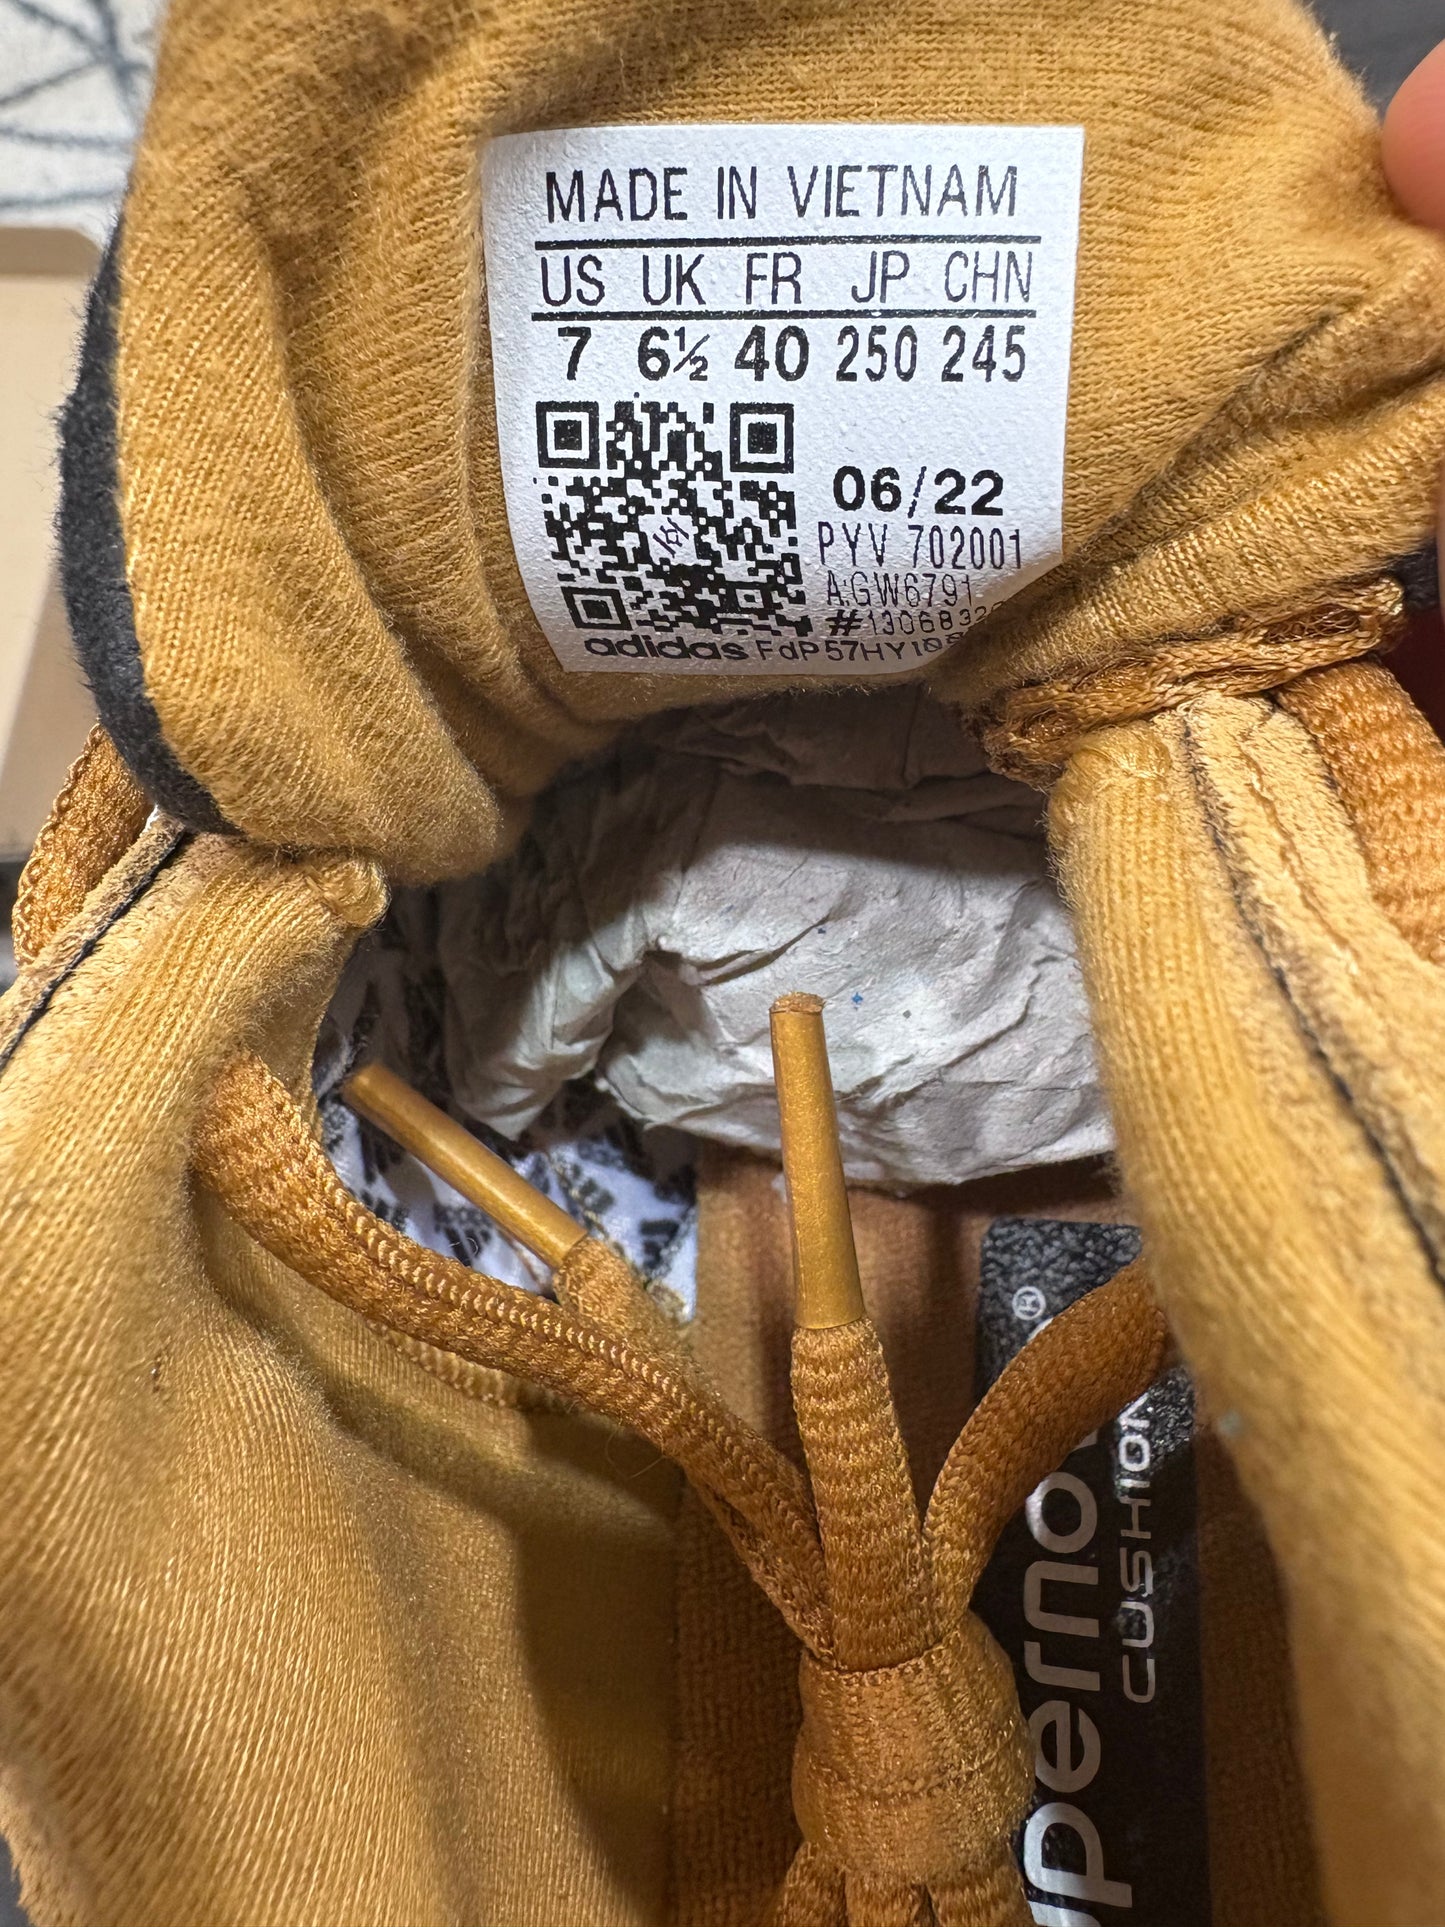 MADE IN VIETNAM
US UK FR JP CHN
7 6½ 40 250 245
06/22
PYV 702001
A:GW6791
adidas
CUSHION